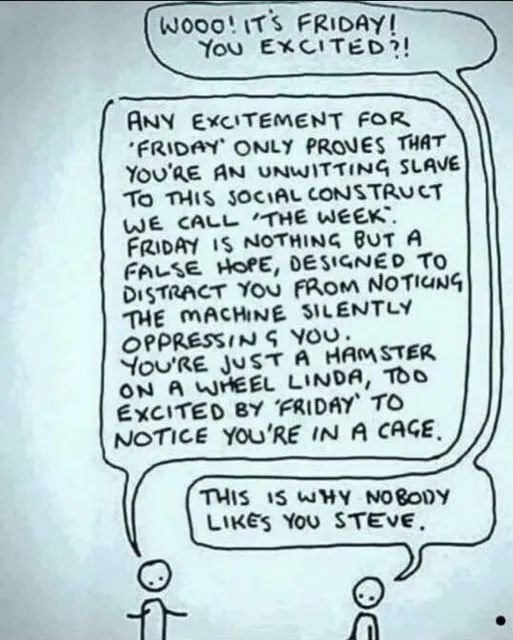 WOOO! IT'S FRIDAY!
YOU EXCITED?!
ANY EXCITEMENT FOR
'FRIDAY' ONLY PROVES THAT
YOU'RE AN UNWITTING SLAVE
TO THIS SOCIAL CONSTRUCT
WE CALL 'THE WEEK'.
FRIDAY IS NOTHING BUT A
FALSE HOPE, DESIGNED TO
DISTRACT YOU FROM NOTICING
THE MACHINE SILENTLY
OPPRESSING YOU.
YOU'RE JUST A HAMSTER
ON A WHEEL LINDA, TOO
EXCITED BY 'FRIDAY' TO
NOTICE YOU'RE IN A CAGE.
THIS IS WHY NOBODY
LIKES YOU STEVE.